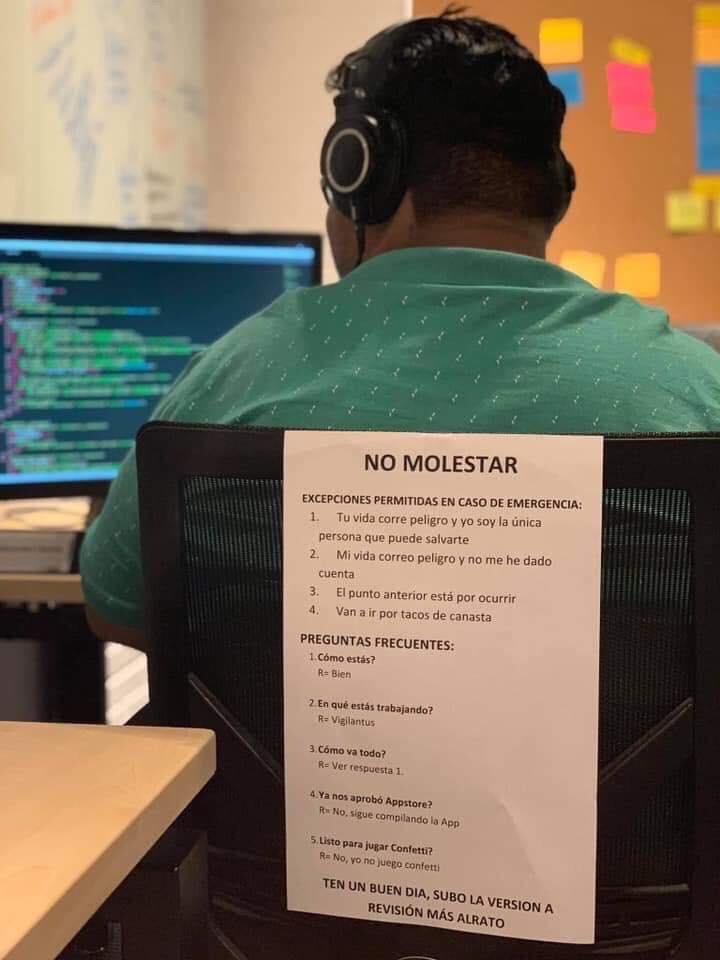 NO MOLESTAR
EXCEPCIONES PERMITIDAS EN CASO DE EMERGENCIA:
1. Tu vida corre peligro y yo soy la única
persona que puede salvarte
2. Mi vida correo peligro y no me he dado
cuenta
3. El punto anterior está por ocurrir
4. Van a ir por tacos de canasta
PREGUNTAS FRECUENTES:
1. Cómo estás?
R= Bien
2. En qué estás trabajando?
R= Vigilantus
3. Cómo va todo?
R= Ver respuesta 1.
4. Ya nos aprobó Appstore?
R= No, sigue compilando la App
5. Listo para jugar Confetti?
R= No, yo no juego confetti
TEN UN BUEN DIA, SUBO LA VERSION A
REVISIÓN MÁS ALRATO